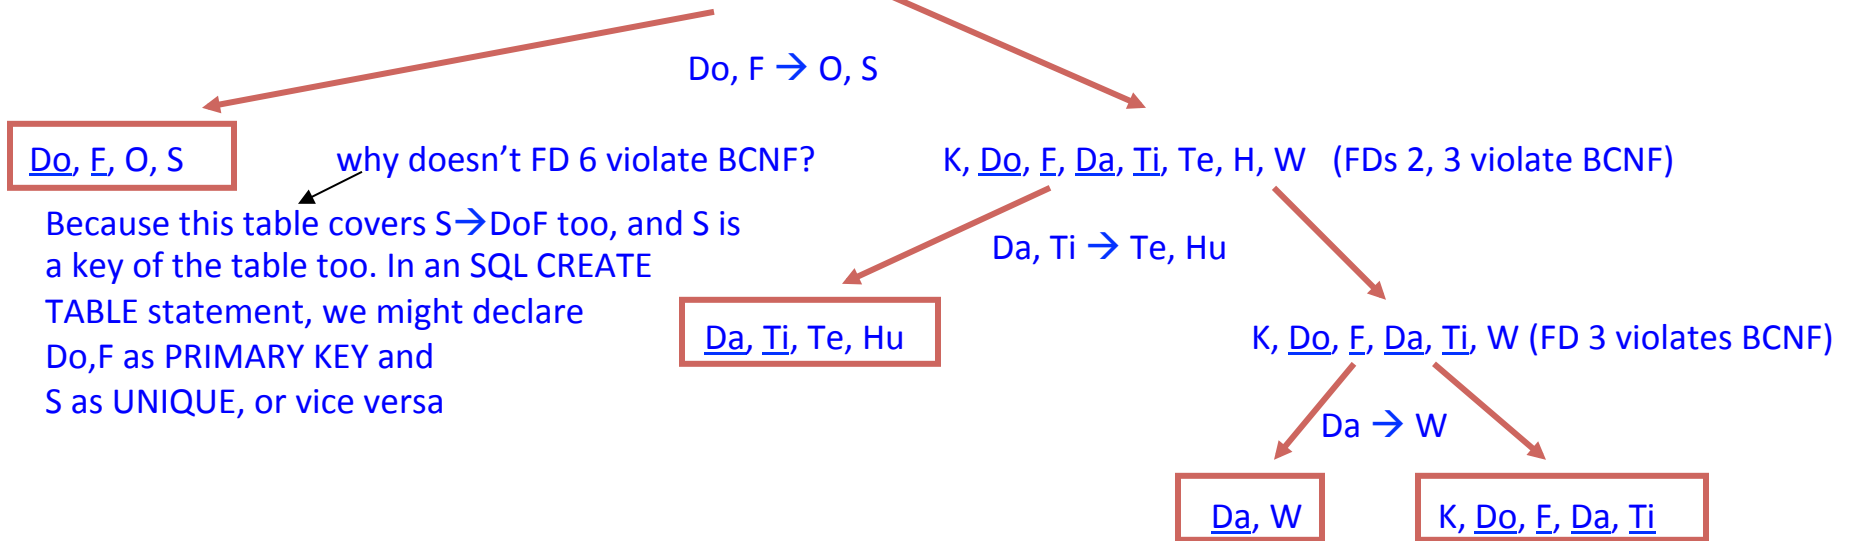 Do, F → O, S
Do, F, O, S
why doesn't FD 6 violate BCNF?
K, Do, F, Da, Ti, Te, H, W (FDs 2, 3 violate BCNF)
Because this table covers S→DoF too, and S is
a key of the table too. In an SQL CREATE
TABLE statement, we might declare
Do,F as PRIMARY KEY and
S as UNIQUE, or vice versa
Da, Ti → Te, Hu
Da, Ti, Te, Hu
K, Do, F, Da, Ti, W (FD 3 violates BCNF)
Da → W
Da, W
K, Do, F, Da, Ti